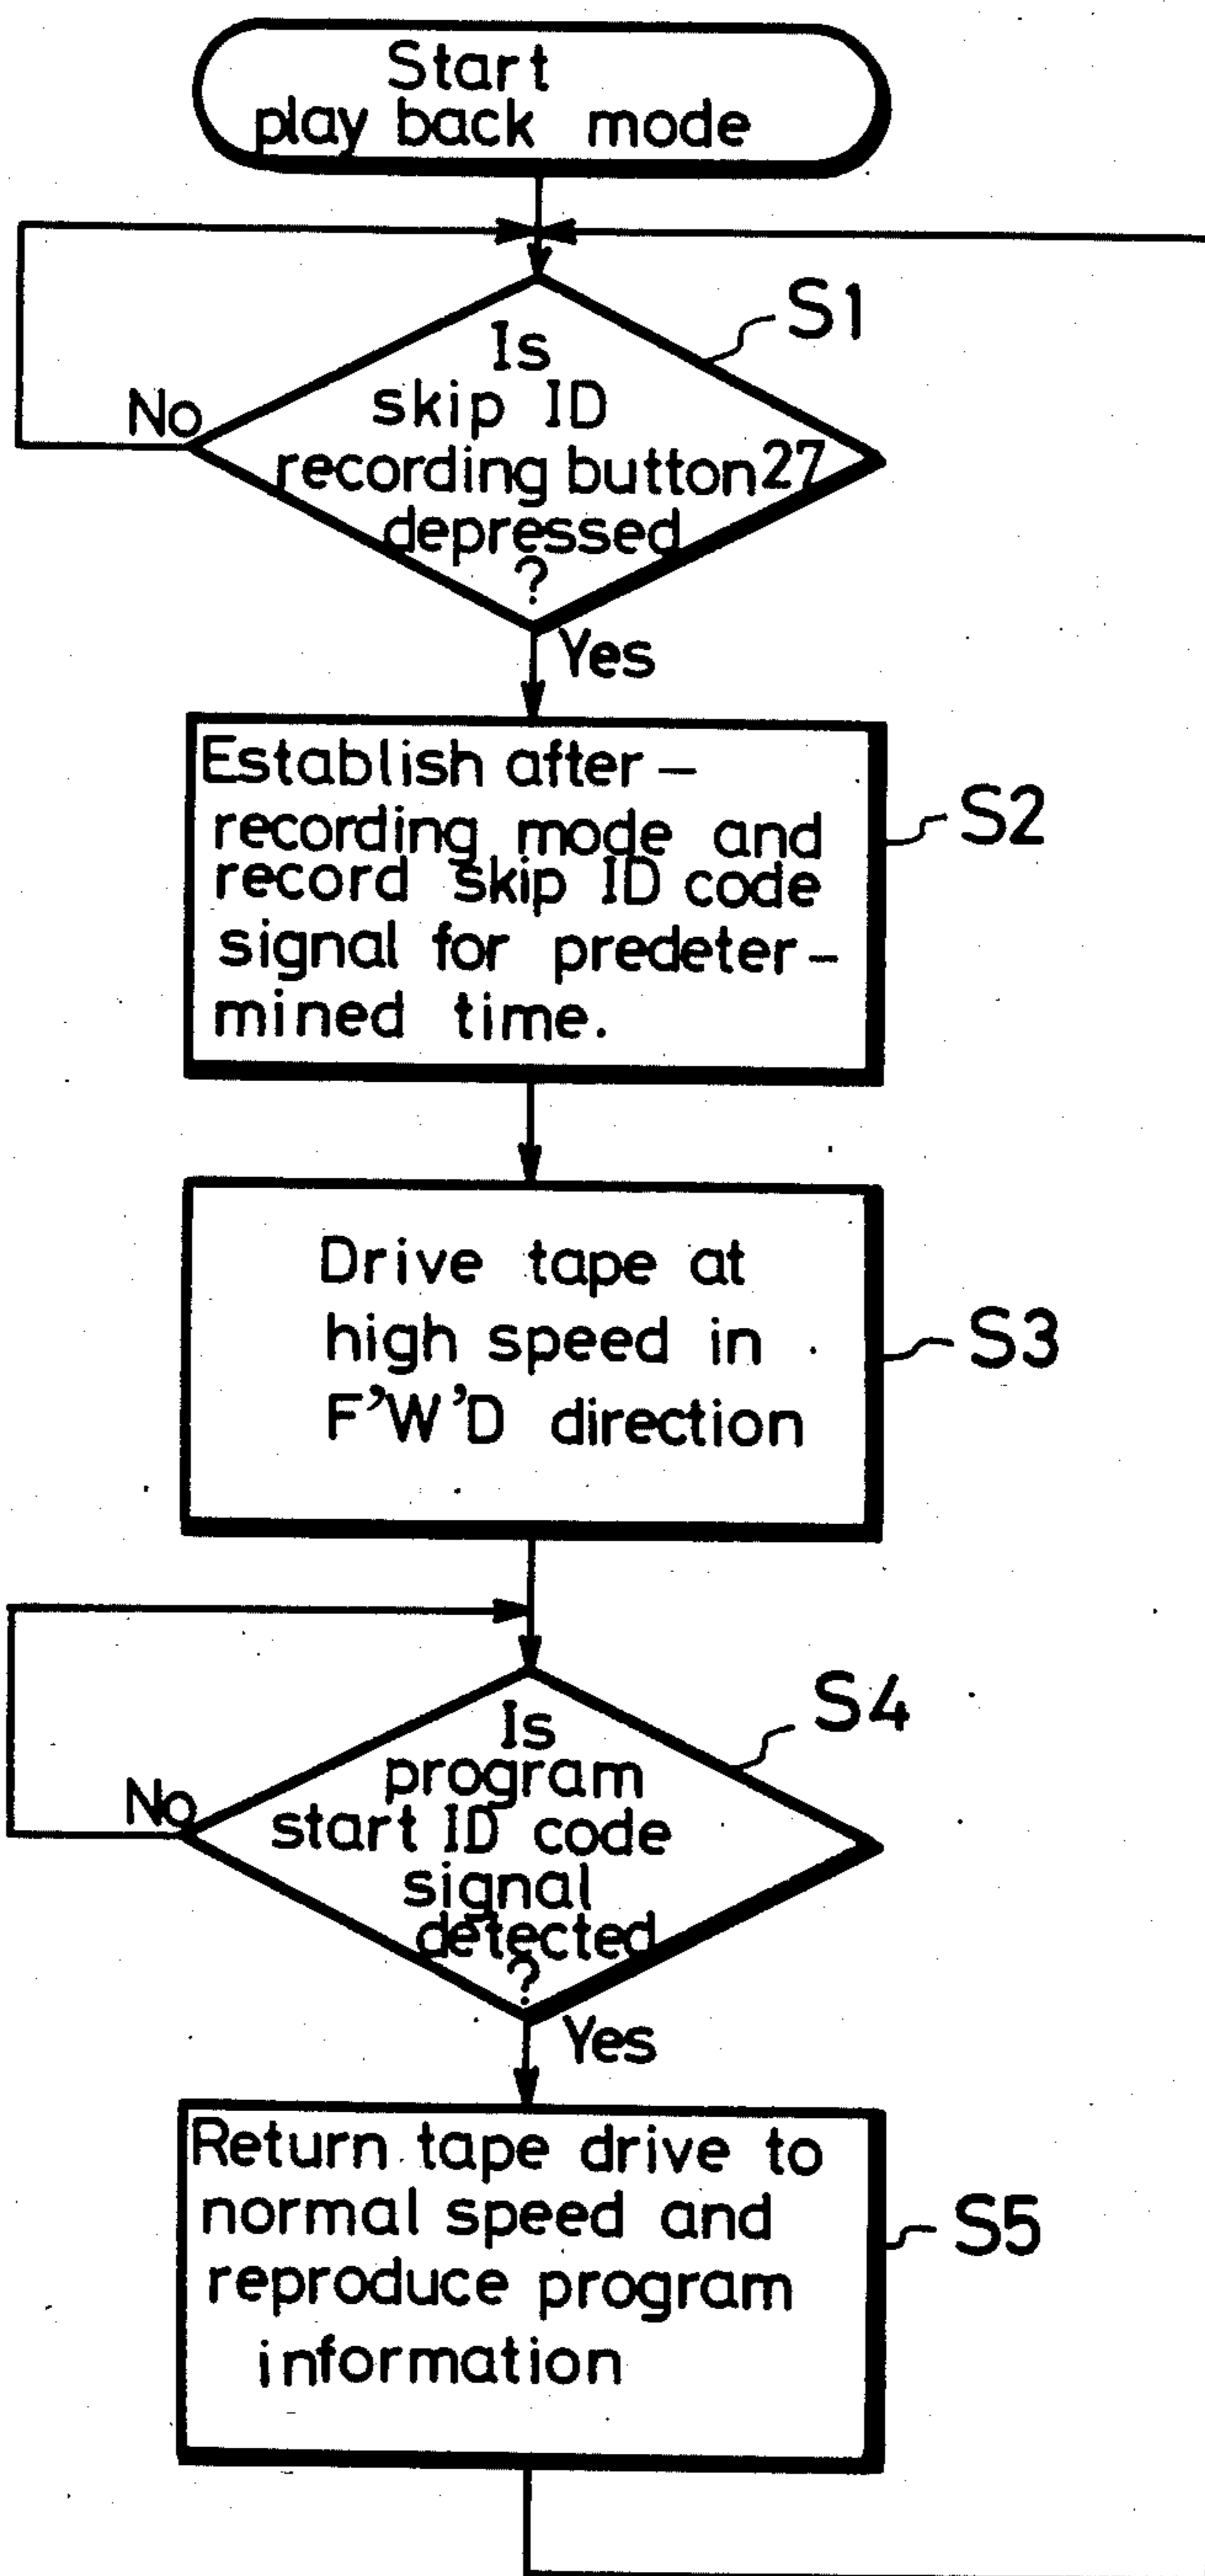 Start
play back mode
S1
Is
skip ID
No
recording button 27
depressed
?
Yes
Establish after-
recording mode and
record skip ID code
signal for predeter-
mined time.
S2
Drive tape at
high speed in
F'W'D direction
S3
S4
Is
program
No
start ID code
signal
detected
?
Yes
Return tape drive to
normal speed and
reproduce program
information
S5